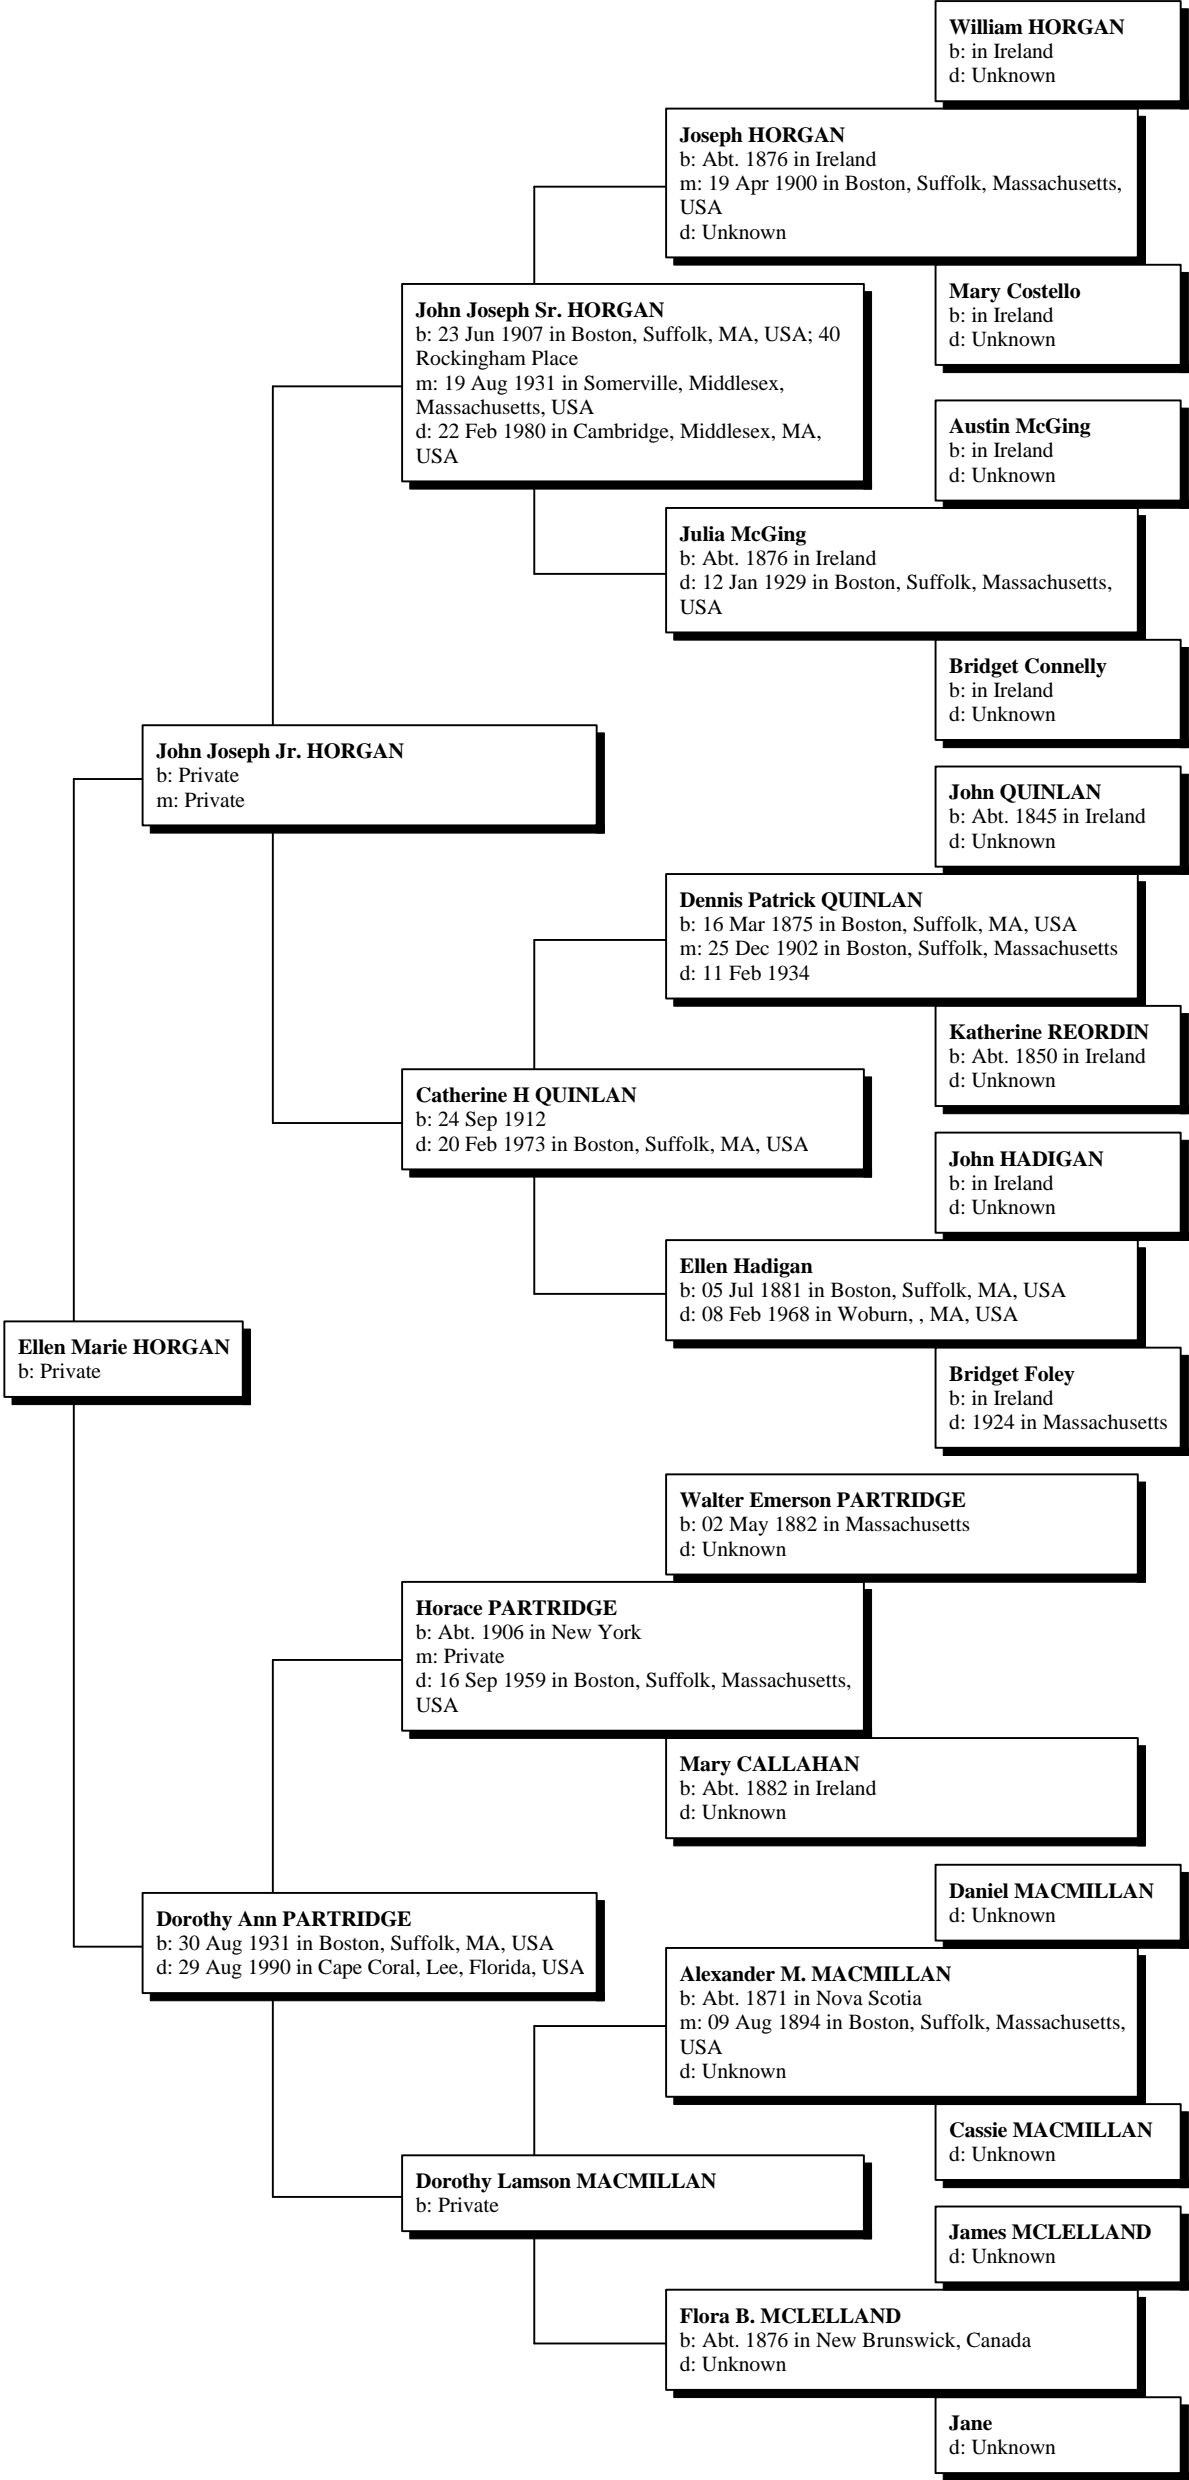 William HORGAN
b: in Ireland
d: Unknown
Joseph HORGAN
b: Abt. 1876 in Ireland
m: 19 Apr 1900 in Boston, Suffolk, Massachusetts,
USA
d: Unknown
Mary Costello
b: in Ireland
d: Unknown
John Joseph Sr. HORGAN
b: 23 Jun 1907 in Boston, Suffolk, MA, USA; 40
Rockingham Place
m: 19 Aug 1931 in Somerville, Middlesex,
Massachusetts, USA
d: 22 Feb 1980 in Cambridge, Middlesex, MA,
USA
Austin McGing
b: in Ireland
d: Unknown
Julia McGing
b: Abt. 1876 in Ireland
d: 12 Jan 1929 in Boston, Suffolk, Massachusetts,
USA
Bridget Connelly
b: in Ireland
d: Unknown
John Joseph Jr. HORGAN
b: Private
m: Private
John QUINLAN
b: Abt. 1845 in Ireland
d: Unknown
Dennis Patrick QUINLAN
b: 16 Mar 1875 in Boston, Suffolk, MA, USA
m: 25 Dec 1902 in Boston, Suffolk, Massachusetts
d: 11 Feb 1934
Katherine REORDIN
b: Abt. 1850 in Ireland
d: Unknown
Catherine H QUINLAN
b: 24 Sep 1912
d: 20 Feb 1973 in Boston, Suffolk, MA, USA
John HADIGAN
b: in Ireland
d: Unknown
Ellen Hadigan
b: 05 Jul 1881 in Boston, Suffolk, MA, USA
d: 08 Feb 1968 in Woburn, , MA, USA
Bridget Foley
b: in Ireland
d: 1924 in Massachusetts
Ellen Marie HORGAN
b: Private
Walter Emerson PARTRIDGE
b: 02 May 1882 in Massachusetts
d: Unknown
Horace PARTRIDGE
b: Abt. 1906 in New York
m: Private
d: 16 Sep 1959 in Boston, Suffolk, Massachusetts,
USA
Mary CALLAHAN
b: Abt. 1882 in Ireland
d: Unknown
Dorothy Ann PARTRIDGE
b: 30 Aug 1931 in Boston, Suffolk, MA, USA
d: 29 Aug 1990 in Cape Coral, Lee, Florida, USA
Daniel MACMILLAN
d: Unknown
Alexander M. MACMILLAN
b: Abt. 1871 in Nova Scotia
m: 09 Aug 1894 in Boston, Suffolk, Massachusetts,
USA
d: Unknown
Cassie MACMILLAN
d: Unknown
Dorothy Lamson MACMILLAN
b: Private
James MCLELLAND
d: Unknown
Flora B. MCLELLAND
b: Abt. 1876 in New Brunswick, Canada
d: Unknown
Jane
d: Unknown